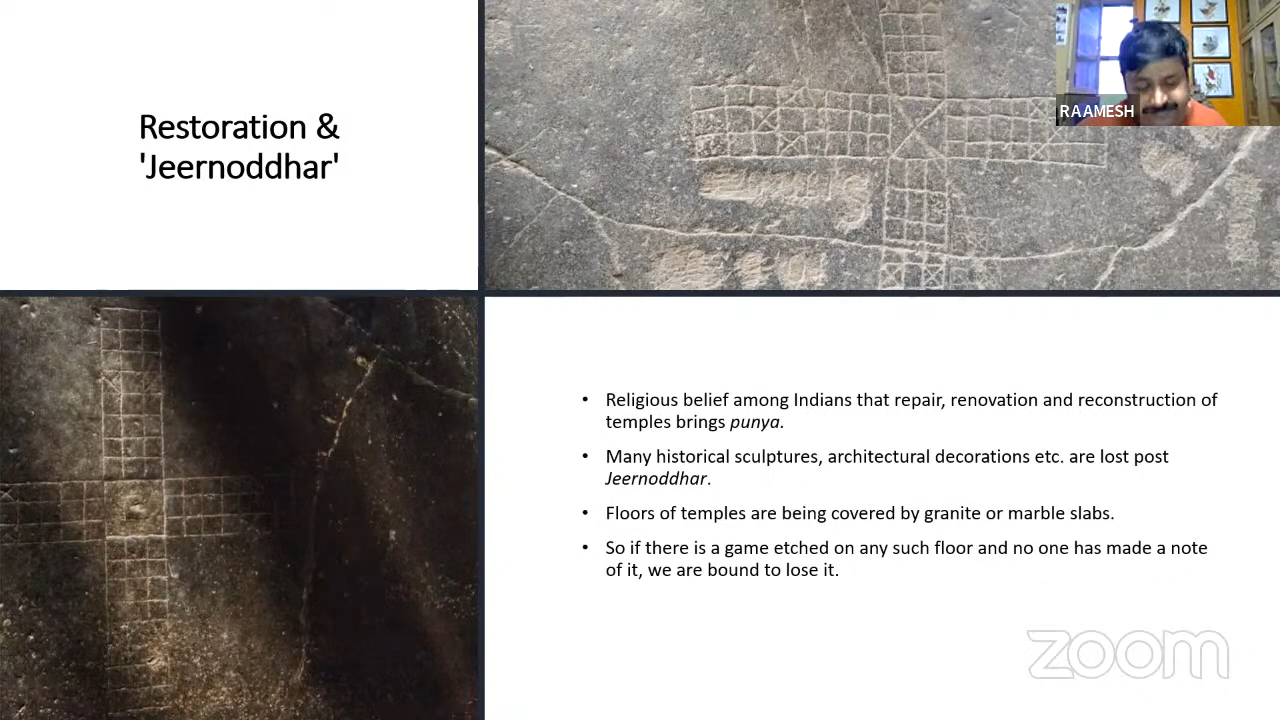 Restoration &
'Jeernoddhar'
RAAMESH
• Religious belief among Indians that repair, renovation and reconstruction of
temples brings punya.
• Many historical sculptures, architectural decorations etc. are lost post
Jeernoddhar.
• Floors of temples are being covered by granite or marble slabs.
• So if there is a game etched on any such floor and no one has made a note
of it, we are bound to lose it.
zoom